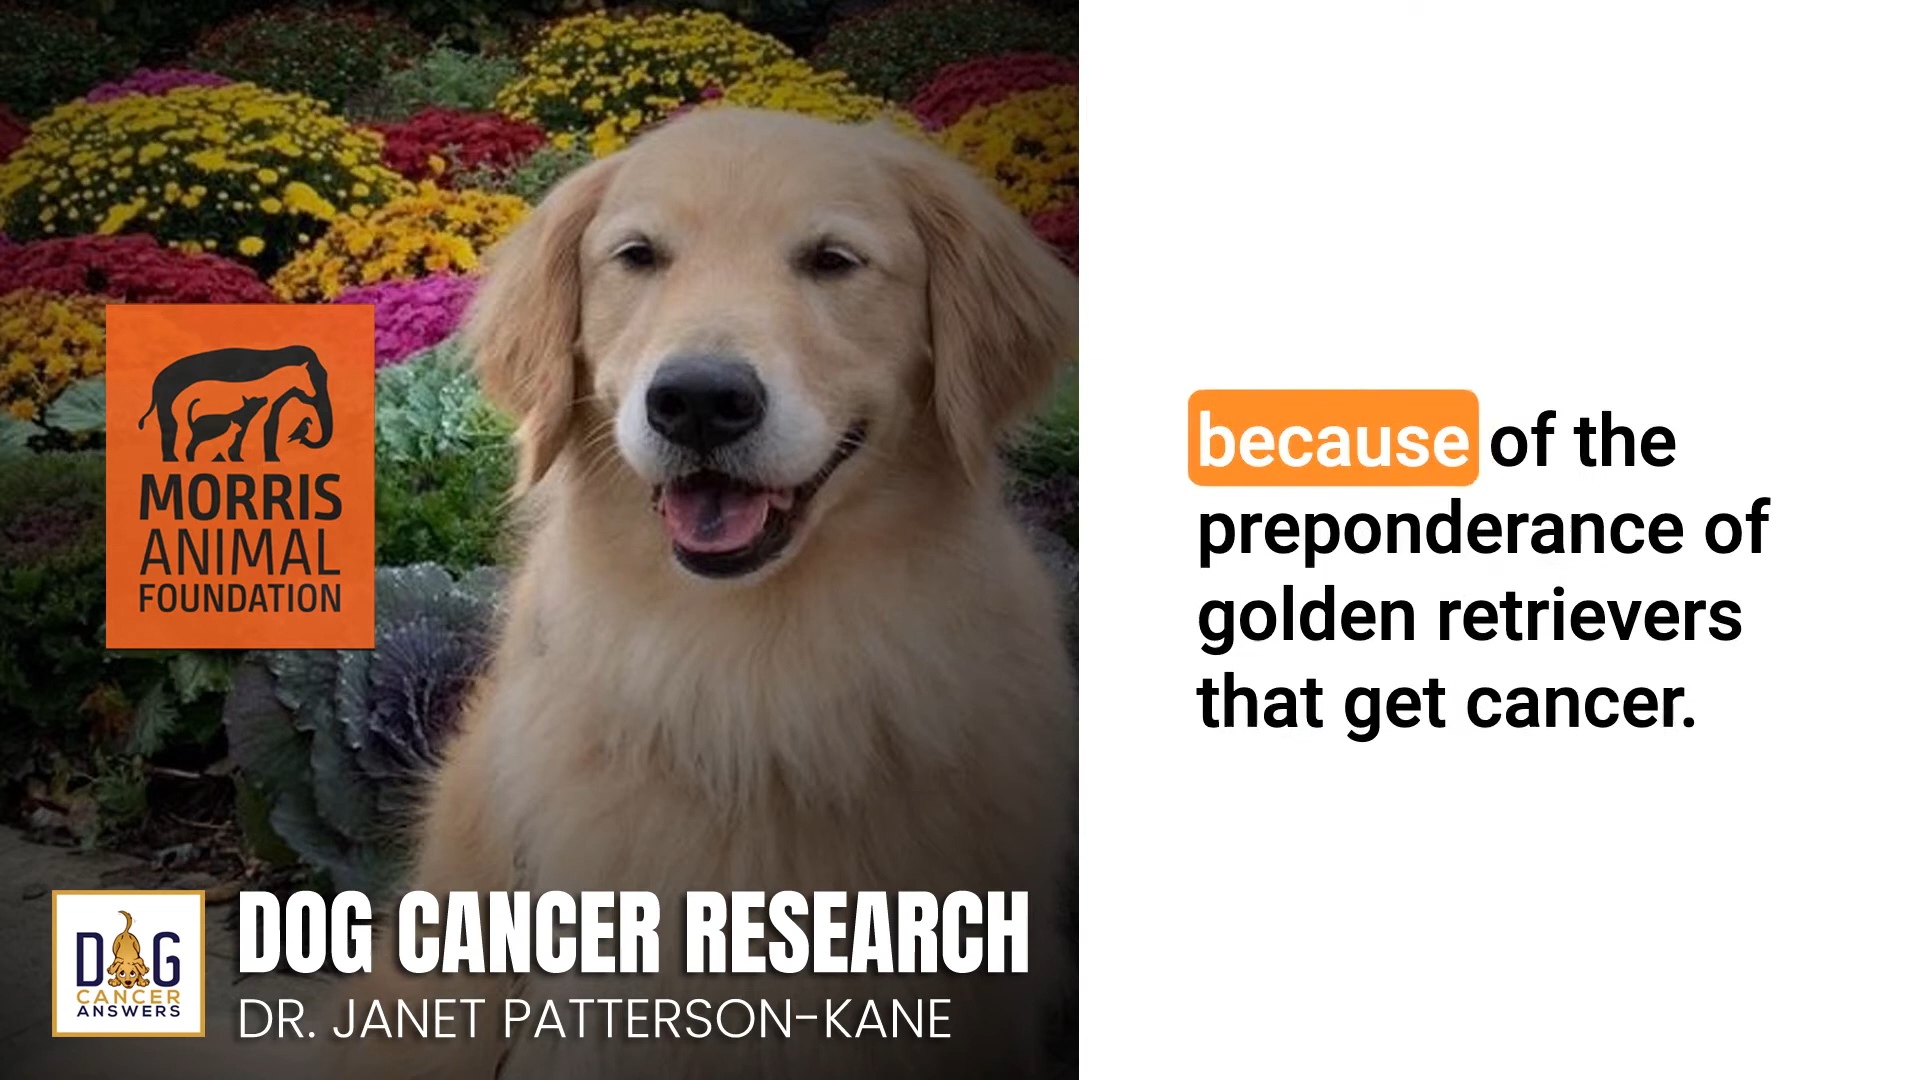 MORRIS
ANIMAL
FOUNDATION
DOG
CANCER
ANSWERS
DOG CANCER RESEARCH
DR. JANET PATTERSON-KANE
because of the
preponderance of
golden retrievers
that get cancer.